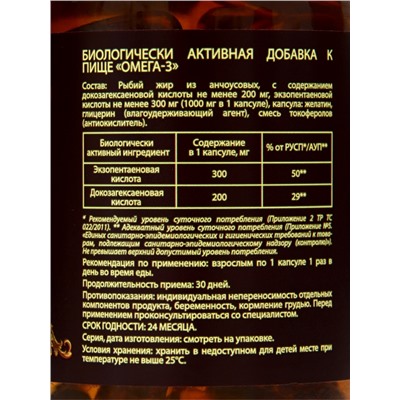 БИОЛОГИЧЕСКИ АКТИВНАЯ ДОБАВКА К
ПИЩЕ «ОМЕГА-3»
Состав: Рыбий жир из анчоусовых, с содержанием
докозагексаеновой кислоты не менее 200 мг, экзопентаеновой
кислоты не менее 300 мг (1000 мг в 1 капсуле), капсула: желатин,
глицерин (влагоудерживающий агент), смесь токоферолов
(антиокислитель).
Биологически активный ингредиент
Содержание в 1 капсуле, мг
% от РУСП*/АУП**
Экзопентаеновая кислота
300
50**
Докозагексаеновая кислота
200
29**
* Рекомендуемый уровень суточного потребления (Приложение 2 ТР ТС
022/2011). ** Адекватный уровень суточного потребления (Приложение №5.
«Единых санитарно-эпидемиологических и гигиенических требований к това-
рам, подлежащим санитарно-эпидемиологическому надзору (контролю)».
Не превышает верхний допустимый уровень потребления.
Рекомендация по применению: взрослым по 1 капсуле 1 раз в
день во время еды.
Продолжительность приема: 30 дней.
Противопоказания: индивидуальная непереносимость отдельных
компонентов продукта, беременность, кормление грудью. Перед
применением проконсультироваться со специалистом.
СРОК ГОДНОСТИ: 24 МЕСЯЦА.
Серия, дата изготовления: смотреть на упаковке.
Условия хранения: хранить в недоступном для детей месте при
температуре не выше 25°С.